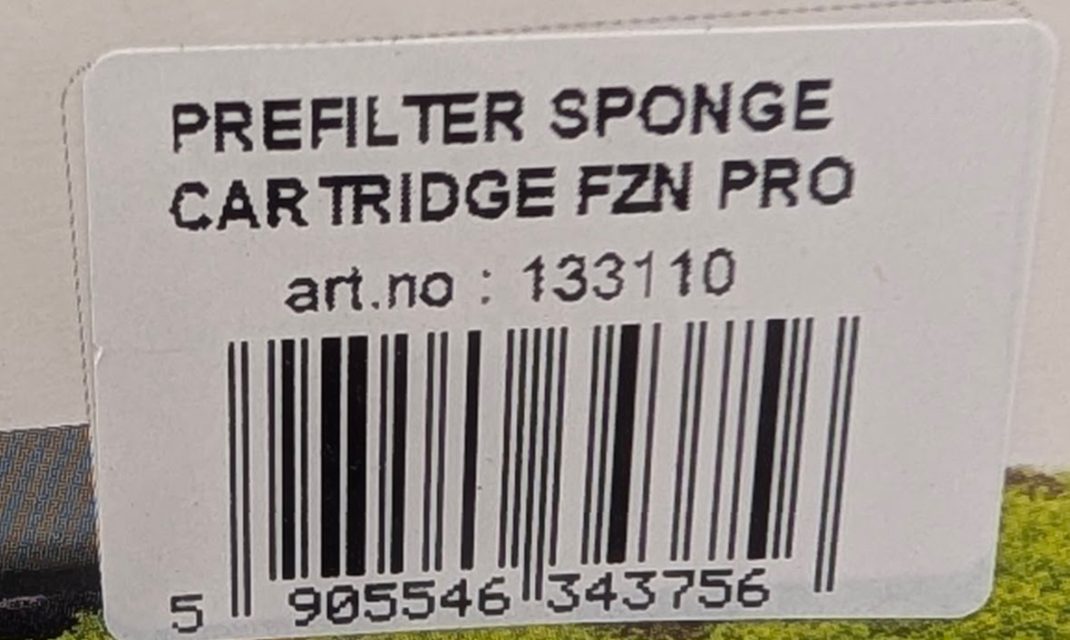 PREFILTER SPONGE
CARTRIDGE FZN PRO
art.no : 133110
5 905546 343756